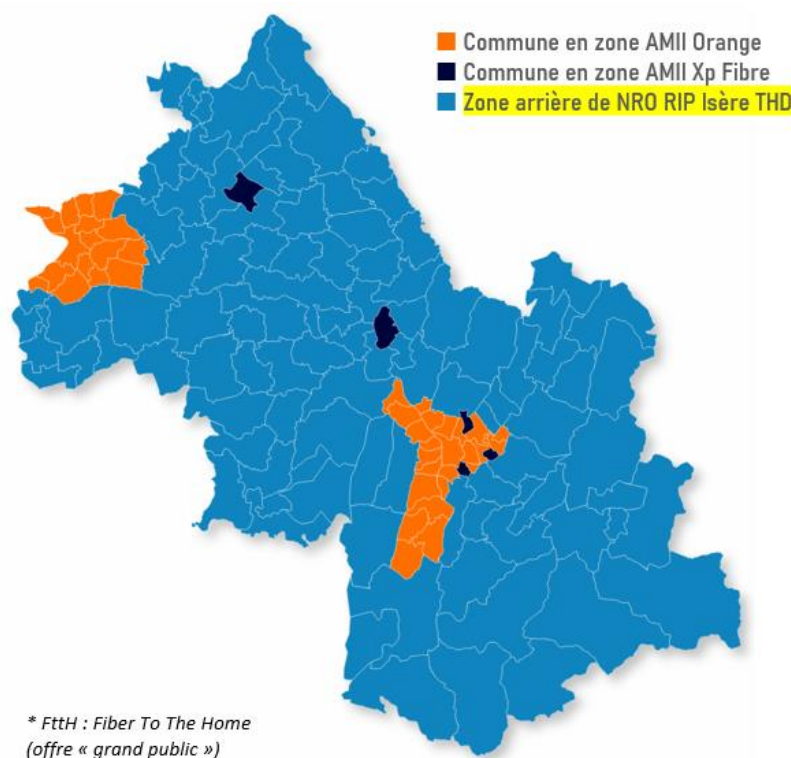 Commune en zone AMII Orange
Commune en zone AMII Xp Fibre
Zone arrière de NRO RIP Isère THD
* FttH : Fiber To The Home
(offre « grand public »)